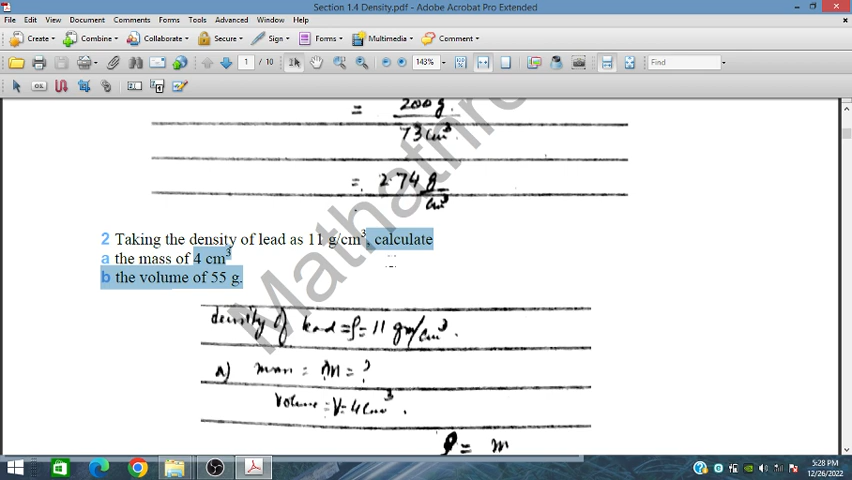 Section 1.4 Density.pdf - Adobe Acrobat Pro Extended
File Edit View Document Comments Forms Tools Advanced Window Help
Create Combine Collaborate Secure Sign Forms Multimedia Comment
1 / 10 143% Find
= 200 g
73 cm³
= 2.74 g
cm³
2 Taking the density of lead as 11 g/cm³, calculate
a the mass of 4 cm³
b the volume of 55 g.
density of lead = ρ = 11 gm/cm³.
a) mass = m = ?
Volume = V = 4 cm³.
ρ = m
5:28 PM
12/26/2022